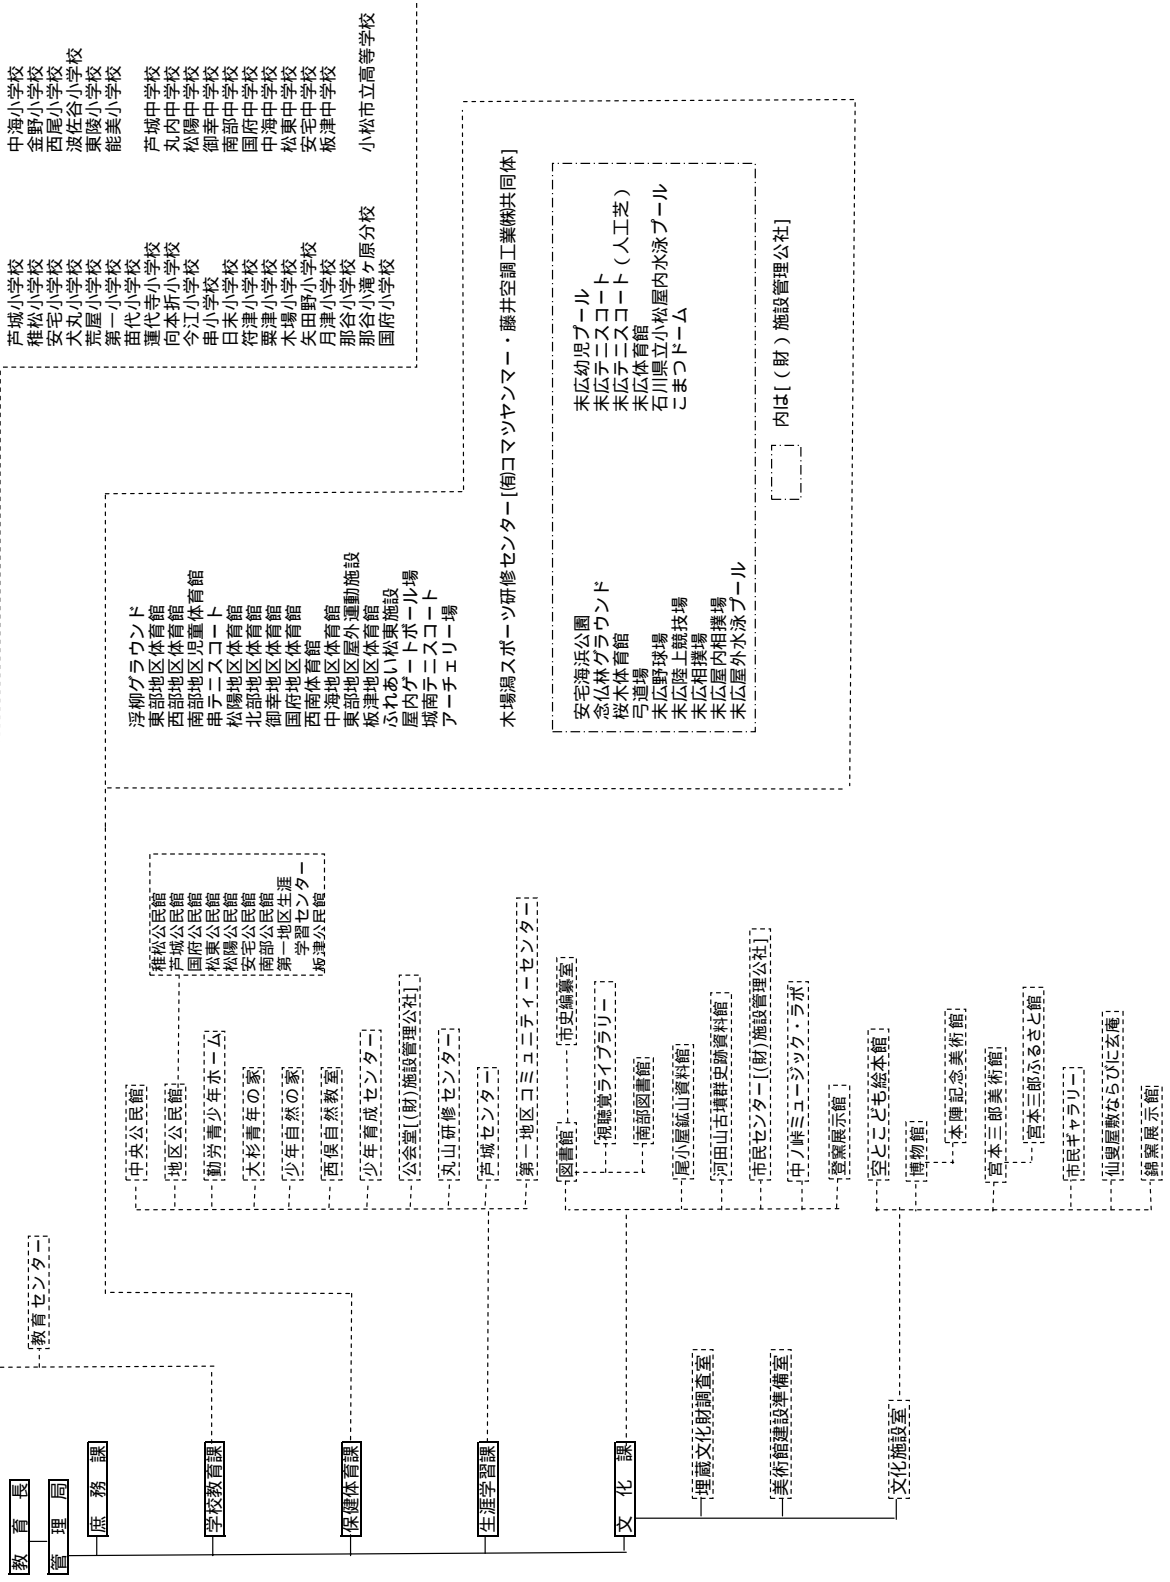 教育長
管理局
庶務課
学校教育課
教育センター
芦城小学校
稚松小学校
安宅小学校
犬丸小学校
荒屋小学校
第一小学校
苗代小学校
蓮代寺小学校
向本折小学校
今江小学校
串小学校
日末小学校
符津小学校
粟津小学校
木場小学校
矢田野小学校
月津小学校
那谷小学校
那谷小滝ヶ原分校
国府小学校
中海小学校
金野小学校
西尾小学校
波佐谷小学校
東陵小学校
能美小学校
芦城中学校
丸内中学校
松陽中学校
御幸中学校
南部中学校
国府中学校
中海中学校
松東中学校
安宅中学校
板津中学校
小松市立高等学校
保健体育課
浮柳グラウンド
東部地区体育館
西部地区体育館
南部地区児童体育館
串テニスコート
松陽地区体育館
北部地区体育館
御幸地区体育館
国府地区体育館
西南体育館
中海地区体育館
東部地区屋外運動施設
板津地区体育館
ふれあい松東施設
屋内ゲートボール場
城南テニスコート
アーチェリー場
木場潟スポーツ研修センター[㈲コマツヤンマー・藤井空調工業㈱共同体]
安宅海浜公園
念仏林グラウンド
桜木体育館
弓道場
末広野球場
末広陸上競技場
末広相撲場
末広屋内相撲場
末広屋外水泳プール
末広幼児プール
末広テニスコート
末広テニスコート(人工芝)
末広体育館
石川県立小松屋内水泳プール
こまつドーム
内は[(財)施設管理公社]
生涯学習課
中央公民館
地区公民館
稚松公民館
芦城公民館
国府公民館
松東公民館
松陽公民館
安宅公民館
南部公民館
第一地区生涯
学習センター
板津公民館
勤労青少年ホーム
大杉青年の家
少年自然の家
西俣自然教室
少年育成センター
公会堂[(財)施設管理公社]
丸山研修センター
芦城センター
第一地区コミュニティーセンター
文化課
図書館
市史編纂室
視聴覚ライブラリー
南部図書館
尾小屋鉱山資料館
河田山古墳群史跡資料館
市民センター[(財)施設管理公社]
中ノ峠ミュージック・ラボ
登窯展示館
埋蔵文化財調査室
美術館建設準備室
文化施設室
空とこども絵本館
博物館
本陣記念美術館
宮本三郎美術館
宮本三郎ふるさと館
市民ギャラリー
仙叟屋敷ならびに玄庵
錦窯展示館